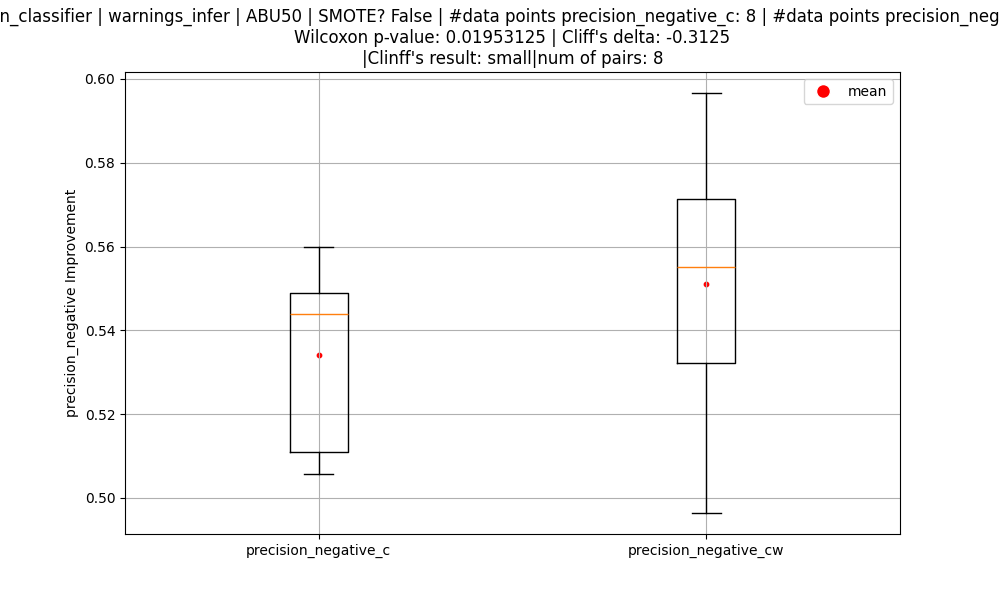 n_classifier | warnings_infer | ABU50 | SMOTE? False | #data points precision_negative_c: 8 | #data points precision_neg
Wilcoxon p-value: 0.01953125 | Cliff's delta: -0.3125
|Clinff's result: small|num of pairs: 8
mean
0.60
0.58
0.56
0.54
0.52
0.50
precision_negative Improvement
precision_negative_c
precision_negative_cw